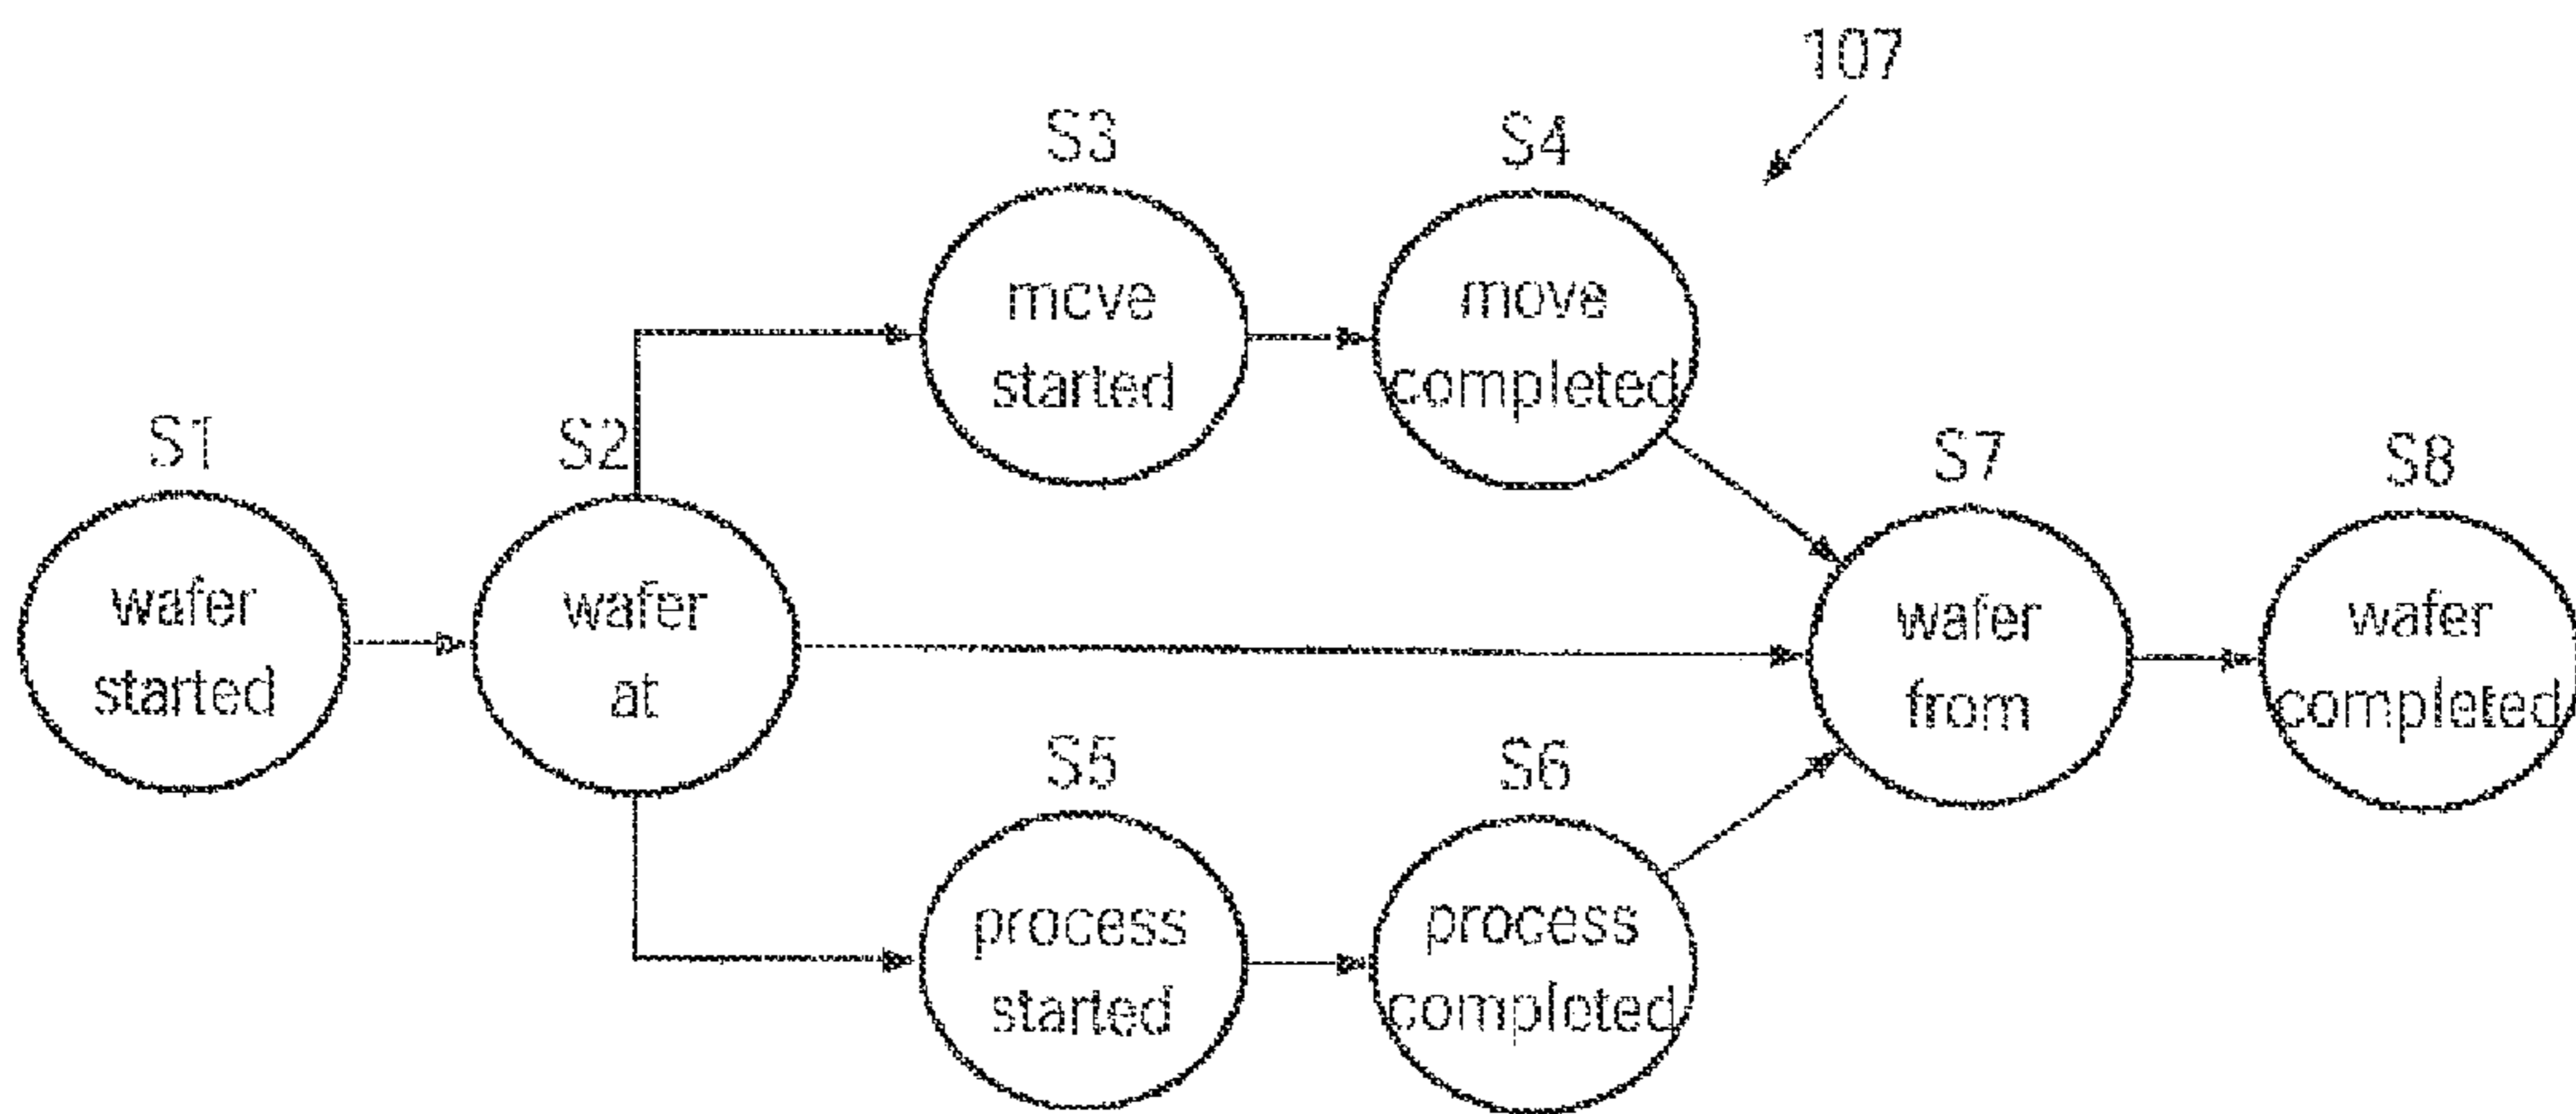 107
S3
move
started
S4
move
completed
S1
wafer
started
S2
wafer
at
S5
process
started
S6
process
completed
S7
wafer
from
S8
wafer
completed